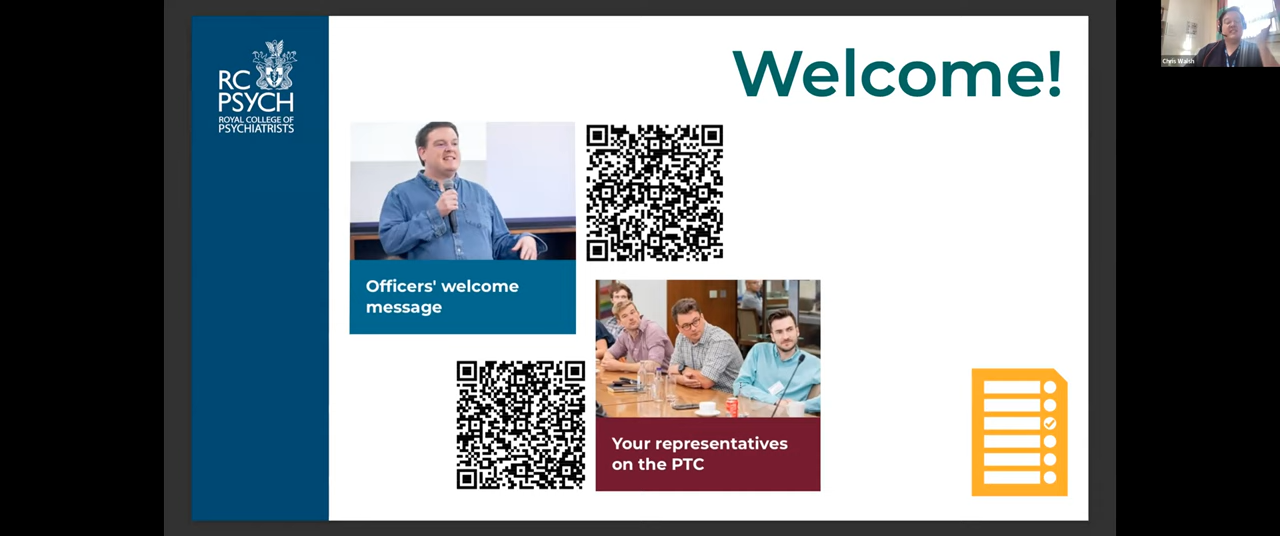 RC
PSYCH
ROYAL COLLEGE OF
PSYCHIATRISTS
Welcome!
Chris Walsh
Officers' welcome
message
Your representatives
on the PTC